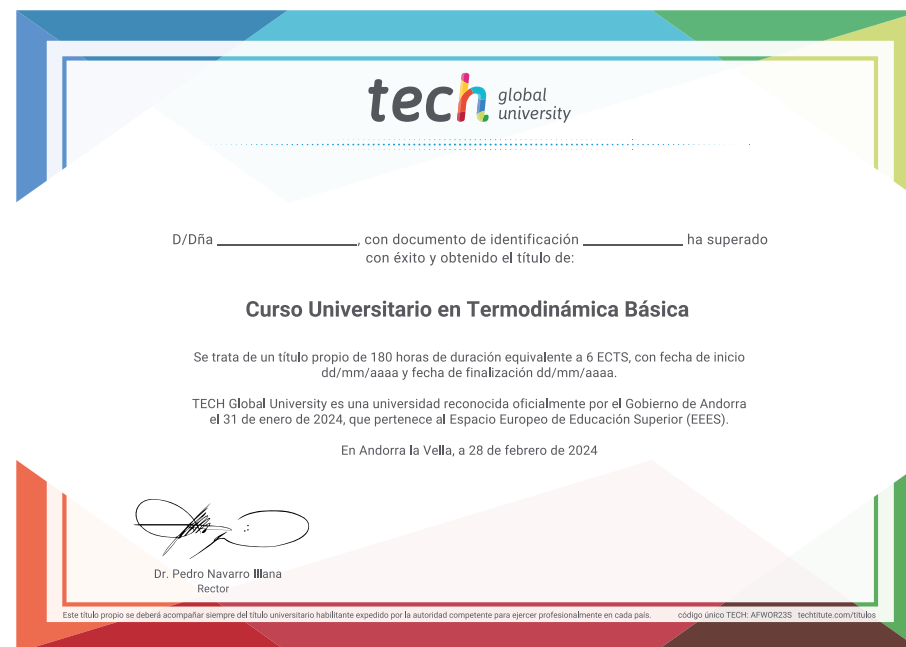 tech global university
D/Dña ____________________, con documento de identificación ______________ ha superado
con éxito y obtenido el título de:
Curso Universitario en Termodinámica Básica
Se trata de un título propio de 180 horas de duración equivalente a 6 ECTS, con fecha de inicio
dd/mm/aaaa y fecha de finalización dd/mm/aaaa.
TECH Global University es una universidad reconocida oficialmente por el Gobierno de Andorra
el 31 de enero de 2024, que pertenece al Espacio Europeo de Educación Superior (EEES).
En Andorra la Vella, a 28 de febrero de 2024
Dr. Pedro Navarro Illana
Rector
Este título propio se deberá acompañar siempre del título universitario habilitante expedido por la autoridad competente para ejercer profesionalmente en cada país. código único TECH: AFWOR23S techtitute.com/titulos